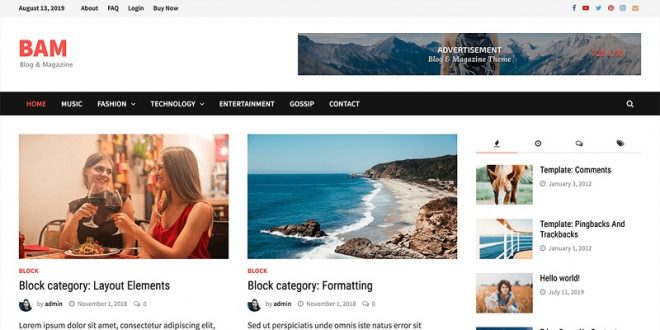 August 13, 2019 About FAQ Login Buy Now
BAM
Blog & Magazine
ADVERTISEMENT
Blog & Magazine Theme
HOME MUSIC FASHION TECHNOLOGY ENTERTAINMENT GOSSIP CONTACT
BLOCK
Block category: Layout Elements
by admin November 1, 2018 0
Lorem ipsum dolor sit amet, consectetur adipiscing
BLOCK
Block category: Formatting
by admin November 1, 2018 0
Sed ut perspiciatis unde omnis iste natus error sit
Template: Comments
January 3, 2012
Template: Pingbacks And
Trackbacks
January 1, 2012
Hello world!
July 11, 2019